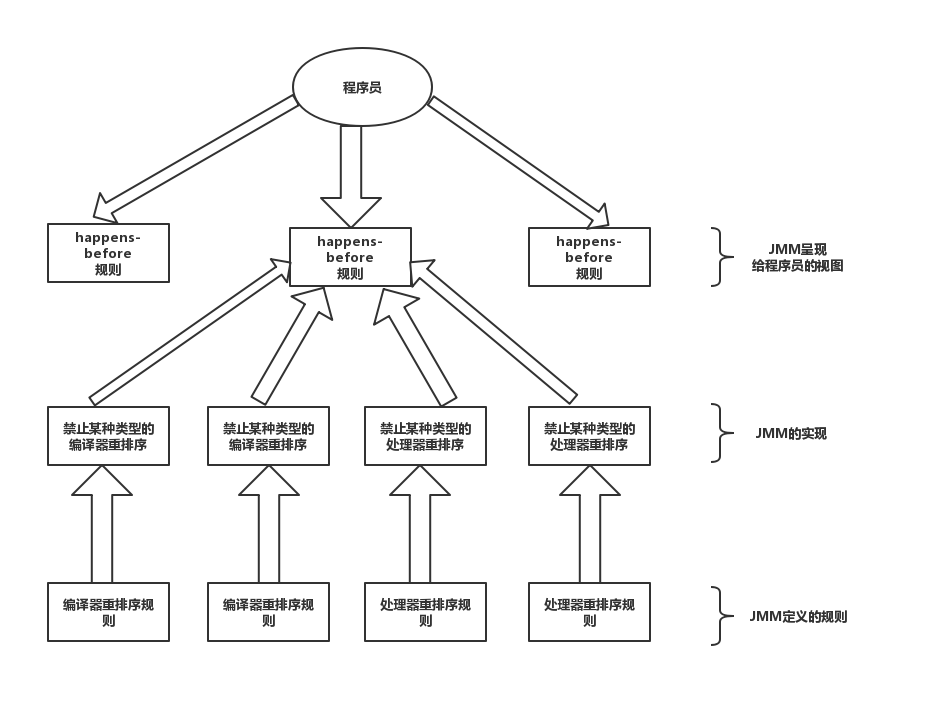 程序员
happens-
before
规则
happens-
before
规则
happens-
before
规则
JMM呈现
给程序员的视图
禁止某种类型的
编译器重排序
禁止某种类型的
编译器重排序
禁止某种类型的
处理器重排序
禁止某种类型的
处理器重排序
JMM的实现
编译器重排序规
则
编译器重排序规
则
处理器重排序规
则
处理器重排序规
则
JMM定义的规则